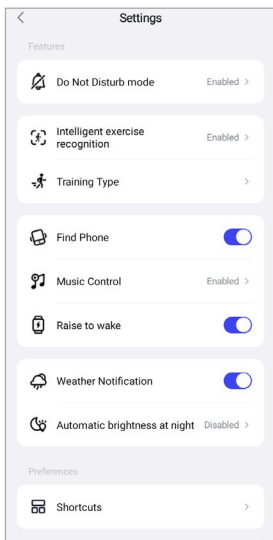 Settings
Features
Do Not Disturb mode
Enabled
Intelligent exercise
recognition
Enabled
Training Type
Find Phone
Music Control
Enabled
Raise to wake
Weather Notification
Automatic brightness at night
Disabled
Preferences
Shortcuts